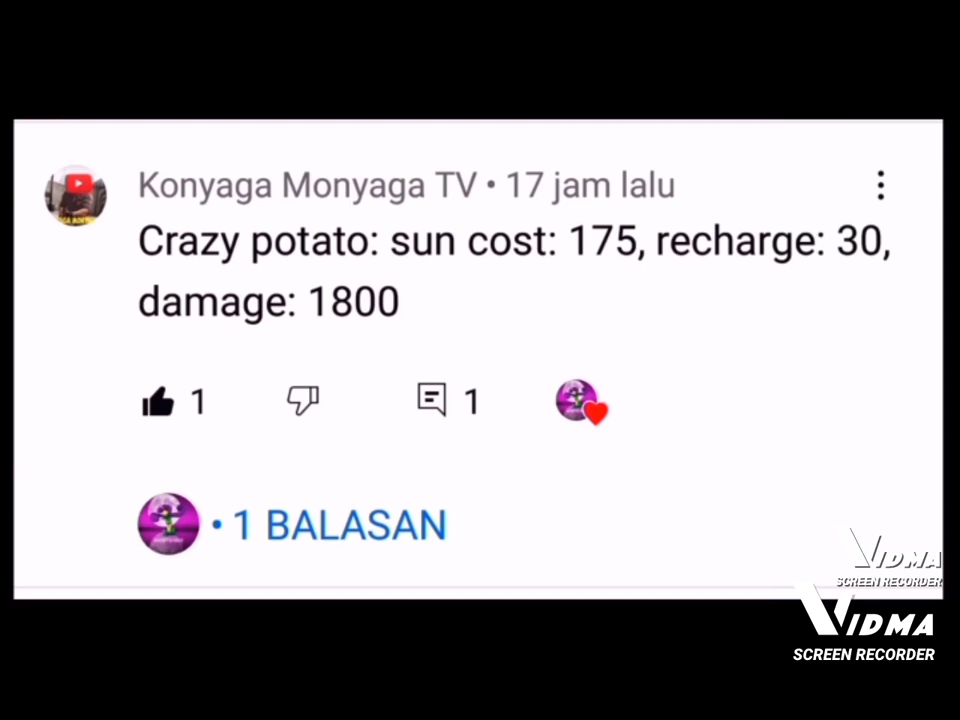 Konyaga Monyaga TV • 17 jam lalu
Crazy potato: sun cost: 175, recharge: 30,
damage: 1800
1
1
• 1 BALASAN
VIDMA
SCREEN RECORDER
VIDMA
SCREEN RECORDER